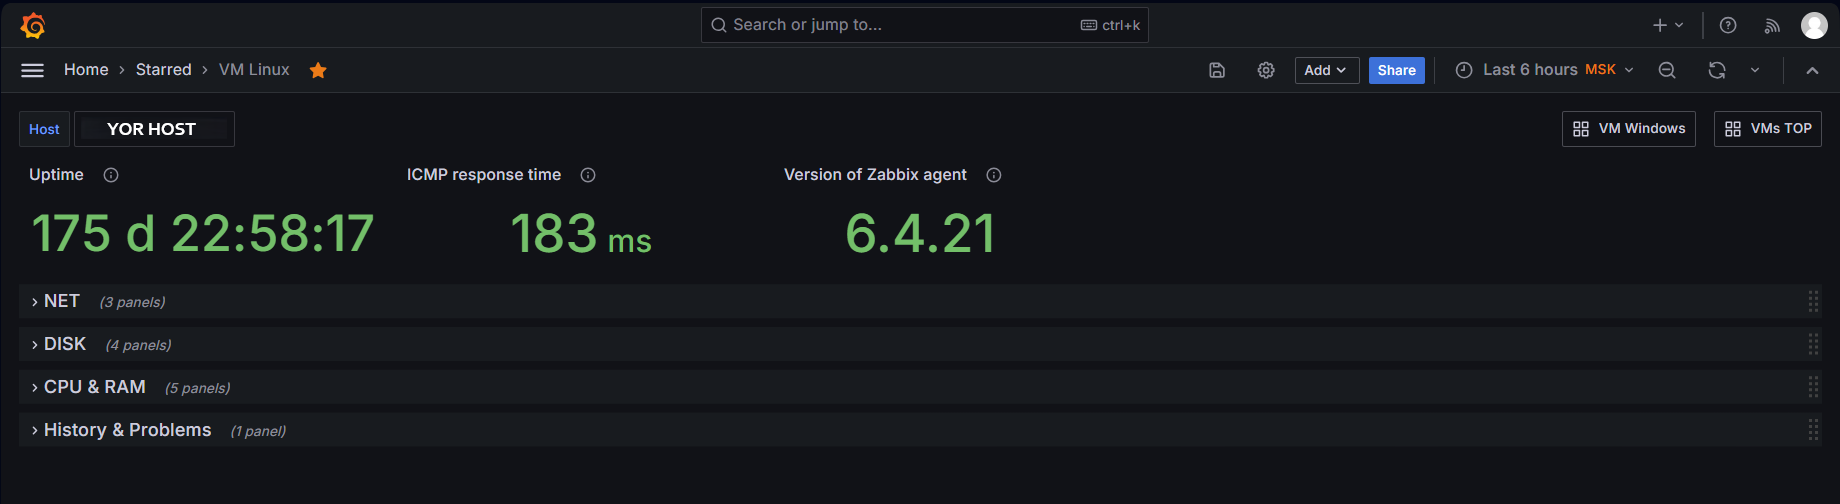 Search or jump to... ctrl+k
Home › Starred › VM Linux Add Share Last 6 hours MSK
Host YOR HOST VM Windows VMs TOP
Uptime ICMP response time Version of Zabbix agent
175 d 22:58:17 183 ms 6.4.21
NET (3 panels)
DISK (4 panels)
CPU & RAM (5 panels)
History & Problems (1 panel)